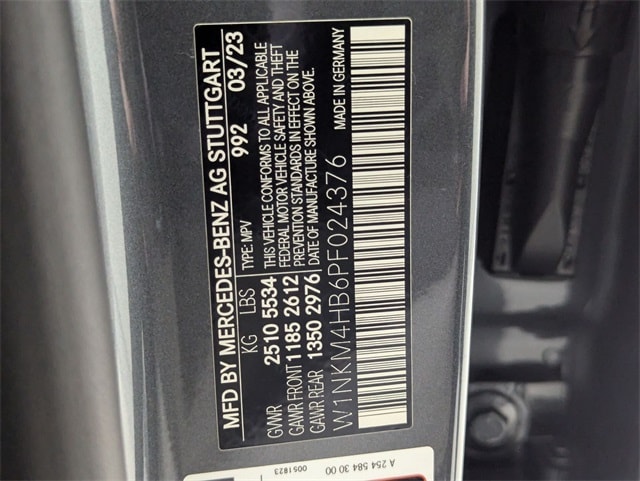 MFD BY MERCEDES-BENZ AG STUTTGART
992 03/23
KG LBS TYPE: MPV
GVWR 2510 5534
GAWR FRONT 1185 2612
GAWR REAR 1350 2976
THIS VEHICLE CONFORMS TO ALL APPLICABLE
FEDERAL MOTOR VEHICLE SAFETY AND THEFT
PREVENTION STANDARDS IN EFFECT ON THE
DATE OF MANUFACTURE SHOWN ABOVE.
W1NKM4HB6PF024376 MADE IN GERMANY
A 254 584 30 00
0051823